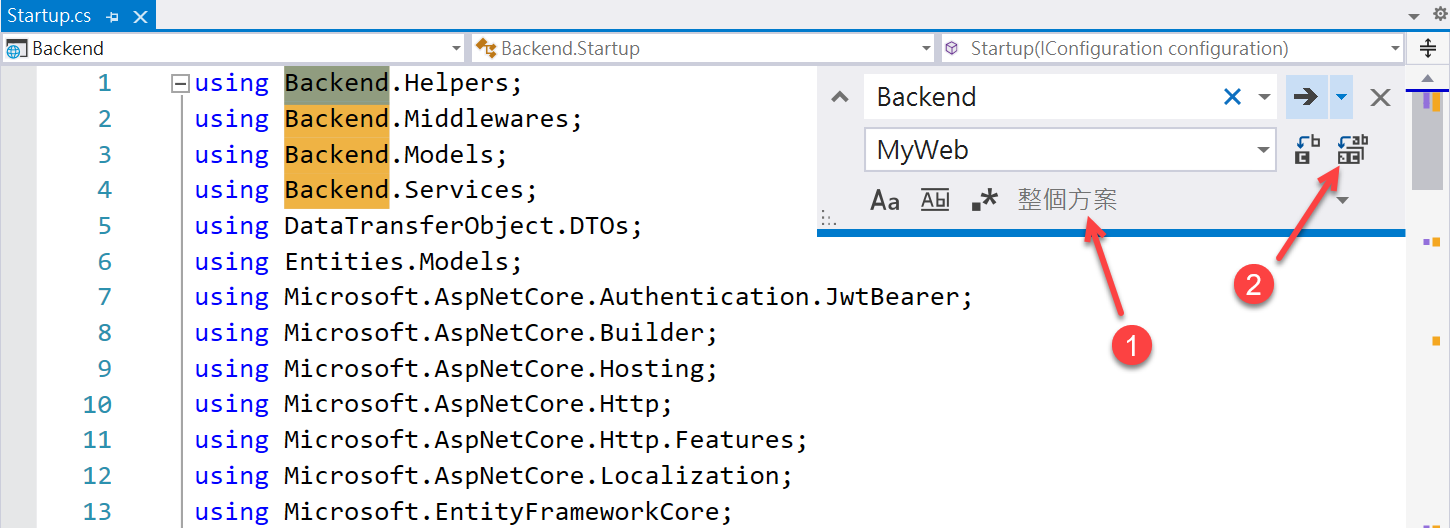 Startup.cs
Backend
Backend.Startup
Startup(IConfiguration configuration)
1 using Backend.Helpers;
2 using Backend.Middlewares;
3 using Backend.Models;
4 using Backend.Services;
5 using DataTransferObject.DTOs;
6 using Entities.Models;
7 using Microsoft.AspNetCore.Authentication.JwtBearer;
8 using Microsoft.AspNetCore.Builder;
9 using Microsoft.AspNetCore.Hosting;
10 using Microsoft.AspNetCore.Http;
11 using Microsoft.AspNetCore.Http.Features;
12 using Microsoft.AspNetCore.Localization;
13 using Microsoft.EntityFrameworkCore;
Backend
MyWeb
Aa Abl .* 整個方案
1
2